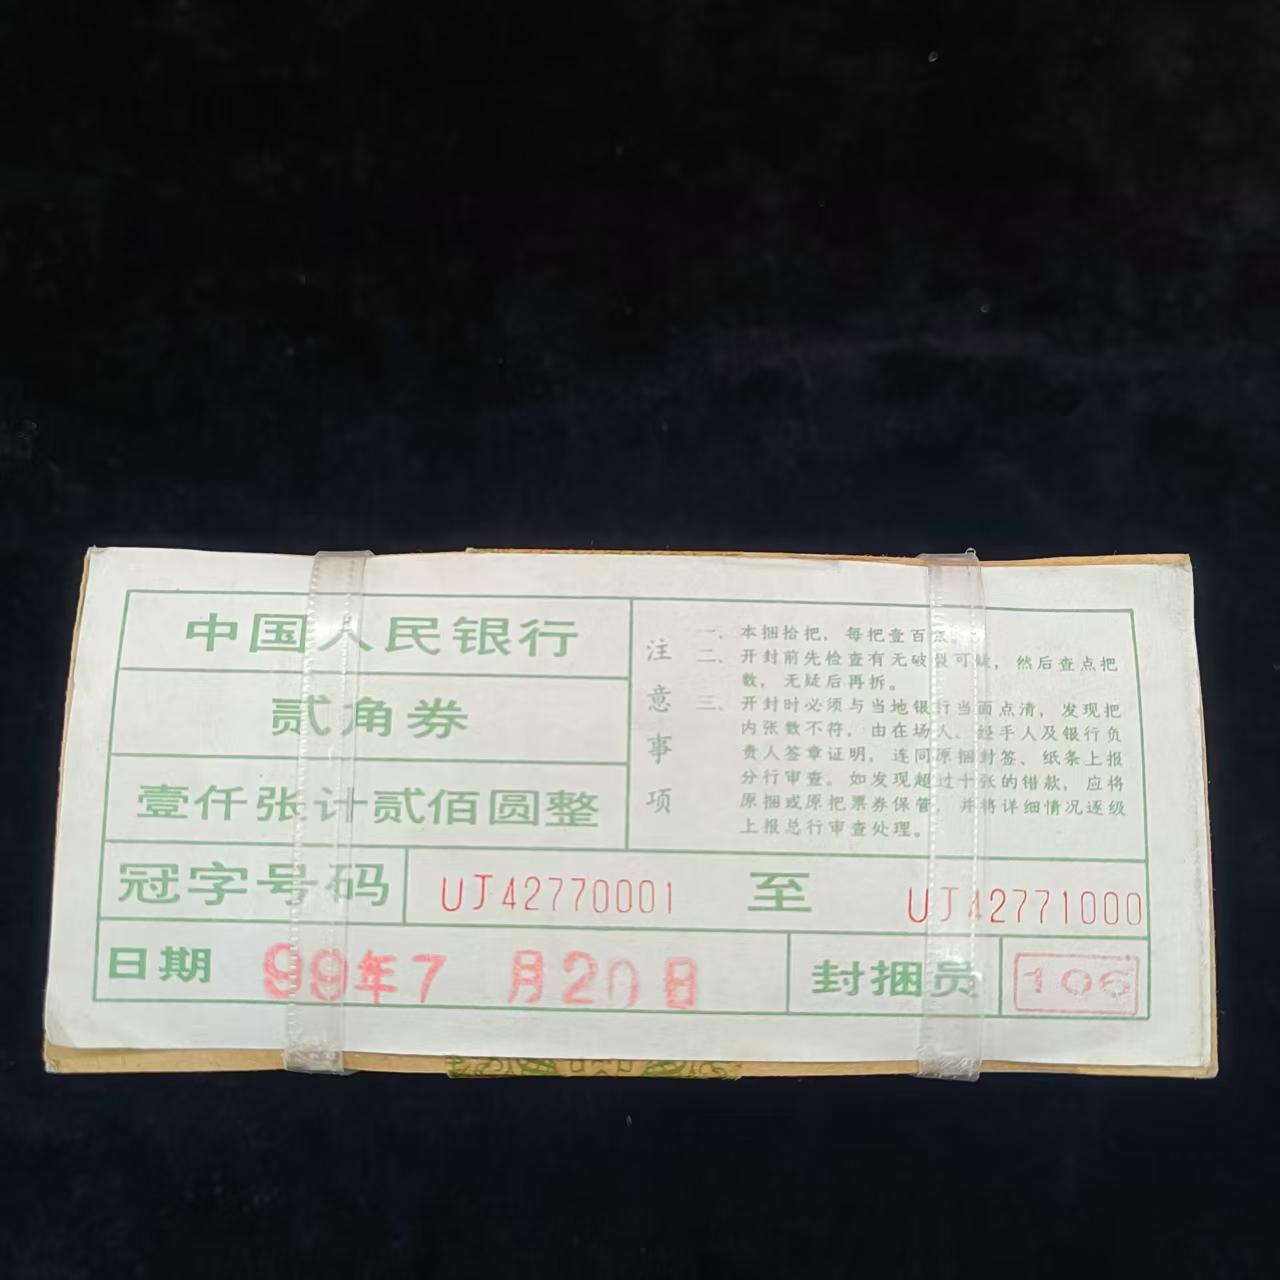 中国人民银行
贰角券
壹仟张计贰佰圆整
注意事项
一、本捆拾把，每把壹百张。
二、开封前先检查有无破裂可疑，然后查点把
数，无疑后再拆。
三、开封时必须与当地银行当面点清，发现把
内张数不符，由在场人、经手人及银行负
责人签章证明，连同原捆封签、纸条上报
分行审查。如发现超过十张的错款，应将
原捆或原把票券保管，并将详细情况逐级
上报总行审查处理。
冠字号码 UJ42770001 至 UJ42771000
日期 99年7月20日 封捆员 106